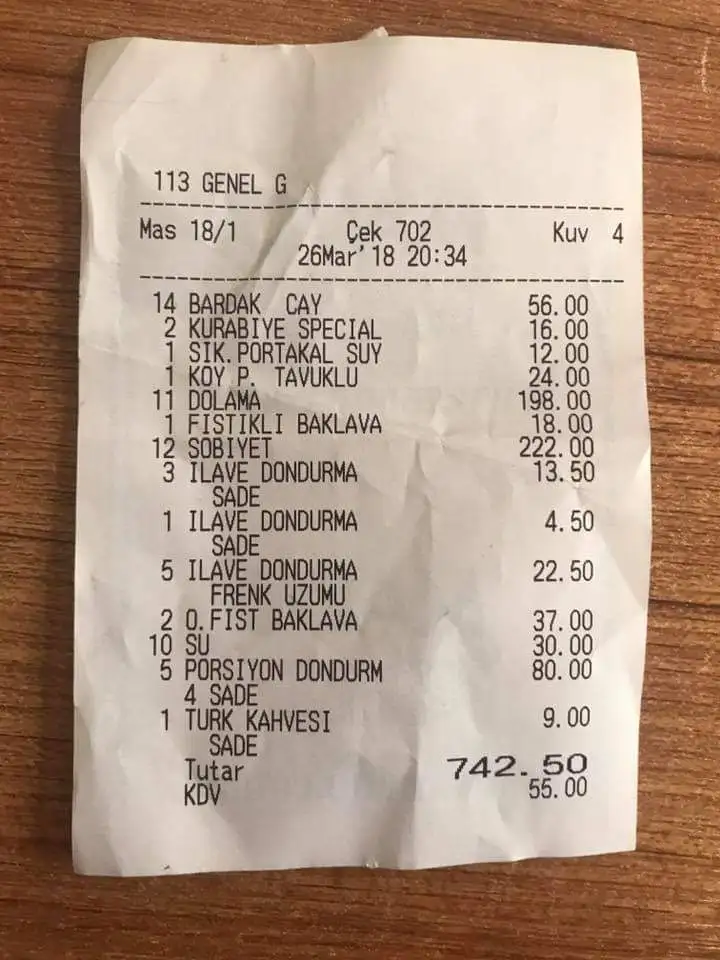 113 GENEL G
Mas 18/1 Çek 702 Kuv 4
26Mar'18 20:34
14 BARDAK CAY 56.00
2 KURABIYE SPECIAL 16.00
1 SIK.PORTAKAL SUY 12.00
1 KOY P. TAVUKLU 24.00
11 DOLAMA 198.00
1 FISTIKLI BAKLAVA 18.00
12 SOBIYET 222.00
3 ILAVE DONDURMA 13.50
SADE
1 ILAVE DONDURMA 4.50
SADE
5 ILAVE DONDURMA 22.50
FRENK UZUMU
2 O.FIST BAKLAVA 37.00
10 SU 30.00
5 PORSIYON DONDURM 80.00
4 SADE
1 TURK KAHVESI 9.00
SADE
Tutar 742.50
KDV 55.00